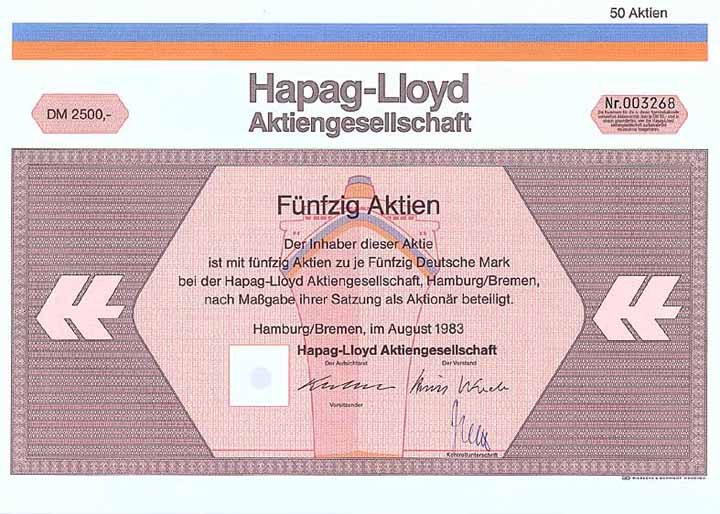 50 Aktien
Hapag-Lloyd
Aktiengesellschaft
DM 2500,-
Nr.003268
Fünfzig Aktien
Der Inhaber dieser Aktie
ist mit fünfzig Aktien zu je Fünfzig Deutsche Mark
bei der Hapag-Lloyd Aktiengesellschaft, Hamburg/Bremen,
nach Maßgabe ihrer Satzung als Aktionär beteiligt.
Hamburg/Bremen, im August 1983
Hapag-Lloyd Aktiengesellschaft
Der Aufsichtsrat
Der Vorstand
Vorsitzender
Kontrollunterschrift